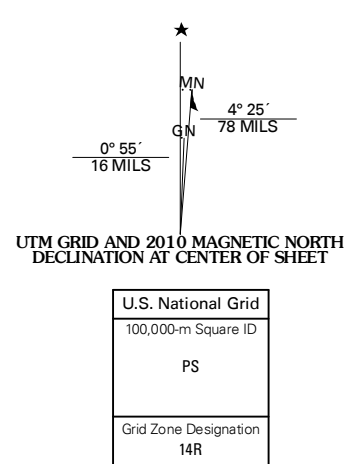 ★
MN
4° 25´
78 MILS
GN
0° 55´
16 MILS
UTM GRID AND 2010 MAGNETIC NORTH
DECLINATION AT CENTER OF SHEET
U.S. National Grid
100,000-m Square ID
PS
Grid Zone Designation
14R